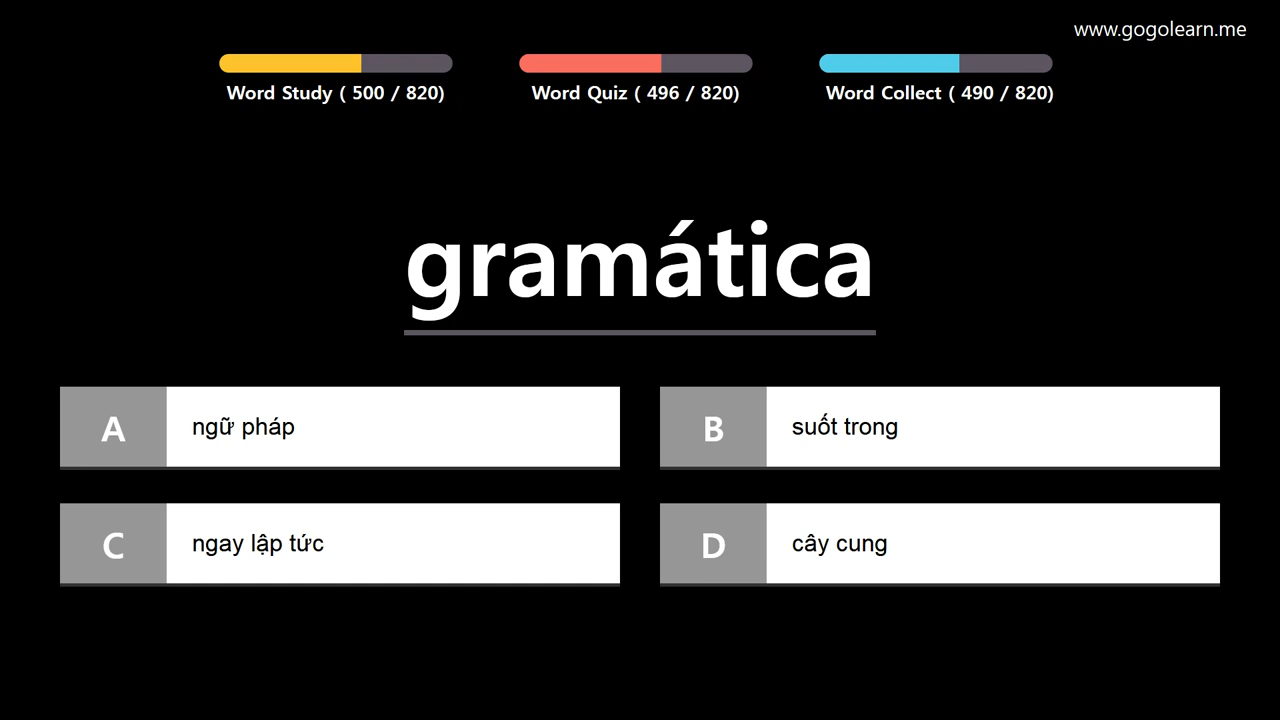 www.gogolearn.me
Word Study ( 500 / 820)
Word Quiz ( 496 / 820)
Word Collect ( 490 / 820)
gramática
A ngữ pháp
B suốt trong
C ngay lập tức
D cây cung